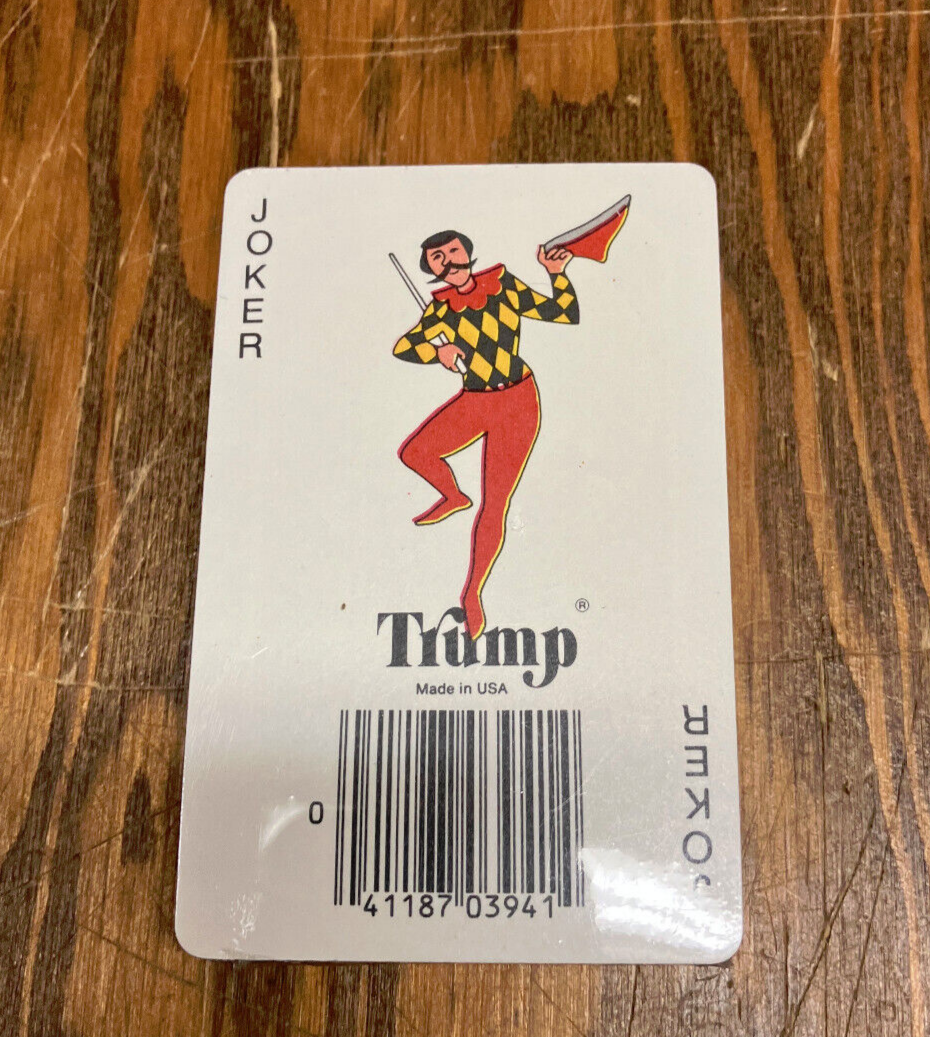 JOKER
Trump®
Made in USA
0 41187 03941
JOKER